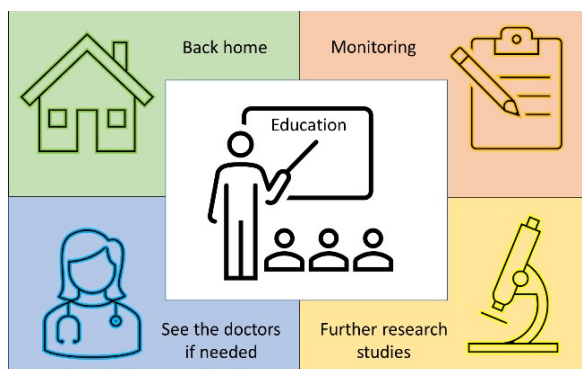 Back home
Monitoring
Education
See the doctors
if needed
Further research
studies